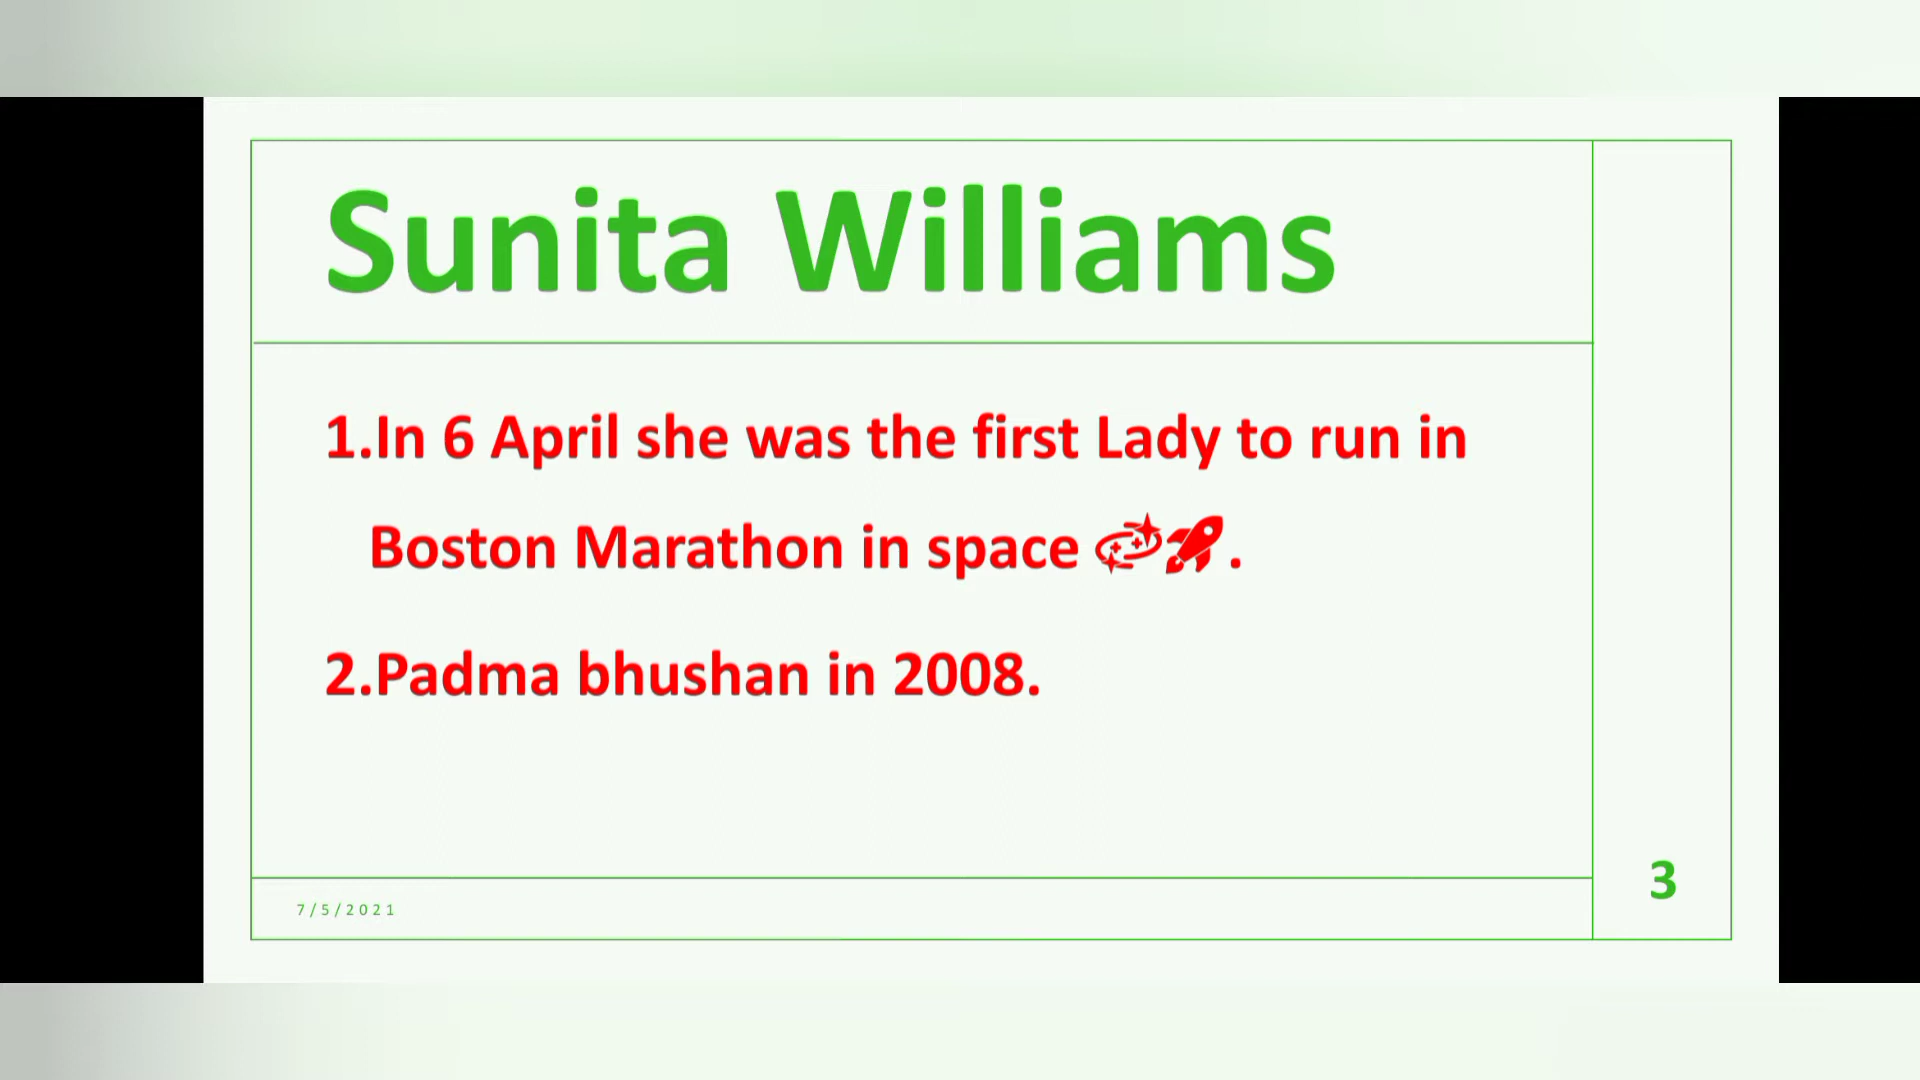 Sunita Williams
1.In 6 April she was the first Lady to run in
Boston Marathon in space 💫🚀.
2.Padma bhushan in 2008.
7/5/2021
3